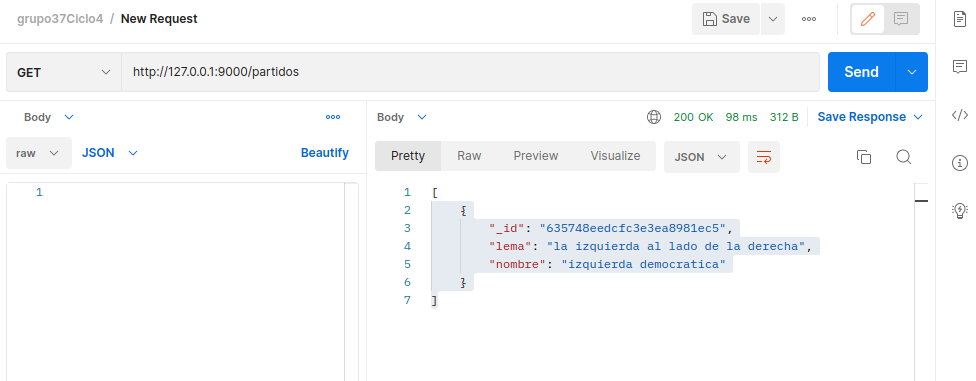 grupo37Ciclo4 / New Request
Save
GET
http://127.0.0.1:9000/partidos
Send
Body
raw
JSON
Beautify
1
Body
200 OK 98 ms 312 B
Save Response
Pretty Raw Preview Visualize
JSON
1 [
2 {
3 "_id": "635748eedcfc3e3ea8981ec5",
4 "lema": "la izquierda al lado de la derecha",
5 "nombre": "izquierda democratica"
6 }
7 ]